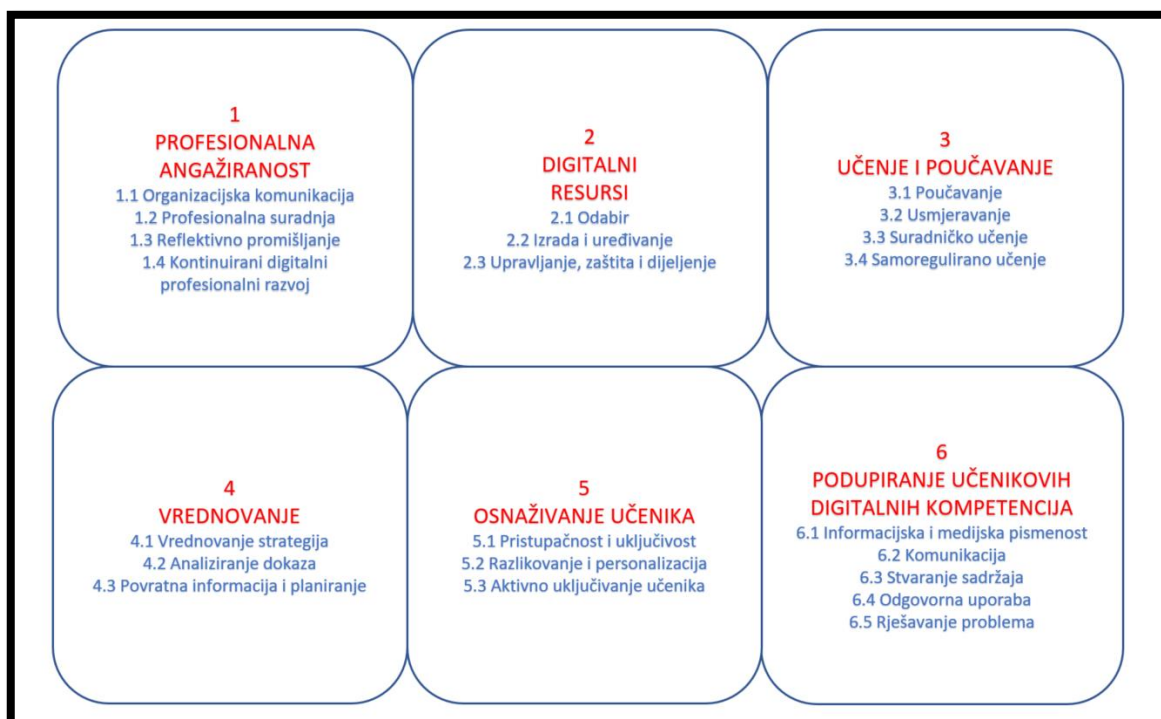 1
PROFESIONALNA
ANGAŽIRANOST
1.1 Organizacijska komunikacija
1.2 Profesionalna suradnja
1.3 Reflektivno promišljanje
1.4 Kontinuirani digitalni
profesionalni razvoj
2
DIGITALNI
RESURSI
2.1 Odabir
2.2 Izrada i uređivanje
2.3 Upravljanje, zaštita i dijeljenje
3
UČENJE I POUČAVANJE
3.1 Poučavanje
3.2 Usmjeravanje
3.3 Suradničko učenje
3.4 Samoregulirano učenje
4
VREDNOVANJE
4.1 Vrednovanje strategija
4.2 Analiziranje dokaza
4.3 Povratna informacija i planiranje
5
OSNAŽIVANJE UČENIKA
5.1 Pristupačnost i uključivost
5.2 Razlikovanje i personalizacija
5.3 Aktivno uključivanje učenika
6
PODUPIRANJE UČENIKOVIH
DIGITALNIH KOMPETENCIJA
6.1 Informacijska i medijska pismenost
6.2 Komunikacija
6.3 Stvaranje sadržaja
6.4 Odgovorna uporaba
6.5 Rješavanje problema